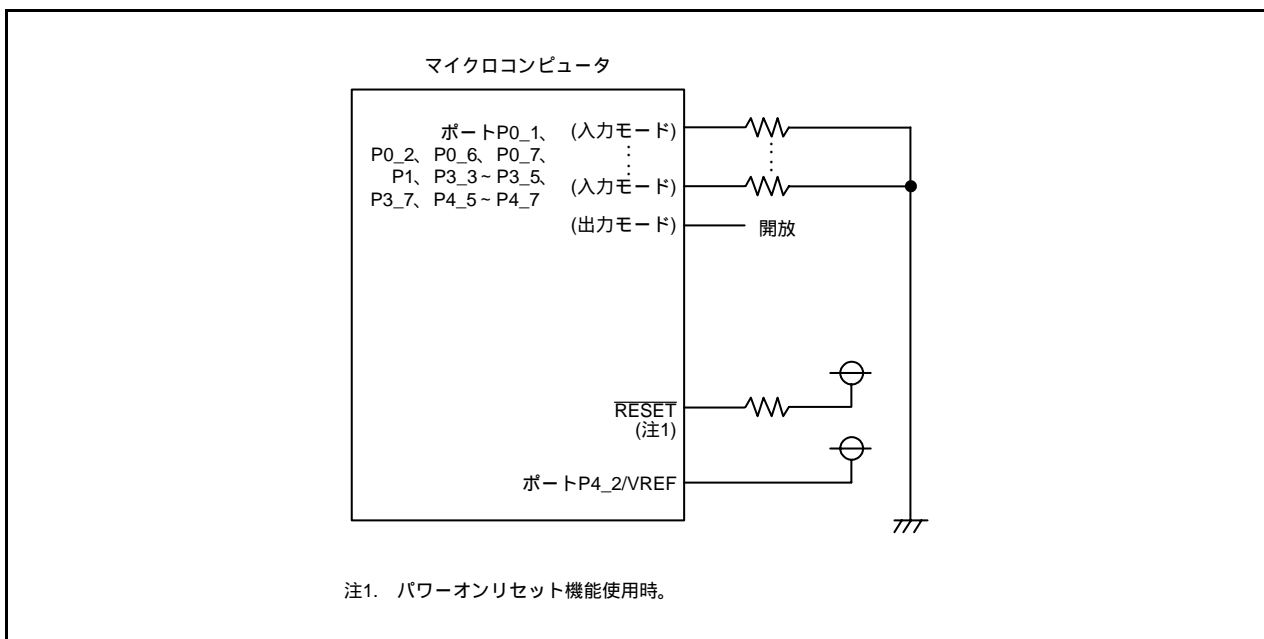 マイクロコンピュータ
ポートP0_1、 (入力モード)
P0_2、P0_6、P0_7、
P1、P3_3~P3_5、 (入力モード)
P3_7、P4_5~P4_7
(出力モード) 開放
RESET
(注1)
ポートP4_2/VREF
注1. パワーオンリセット機能使用時。